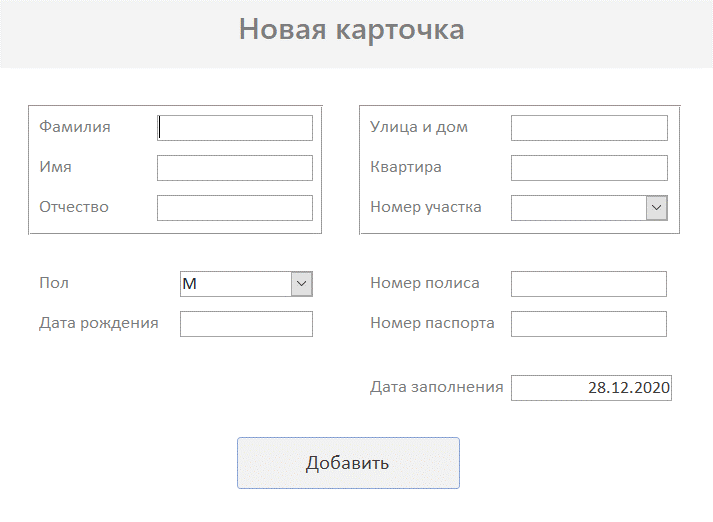 Новая карточка
Фамилия
Имя
Отчество
Улица и дом
Квартира
Номер участка
Пол М
Дата рождения
Номер полиса
Номер паспорта
Дата заполнения 28.12.2020
Добавить